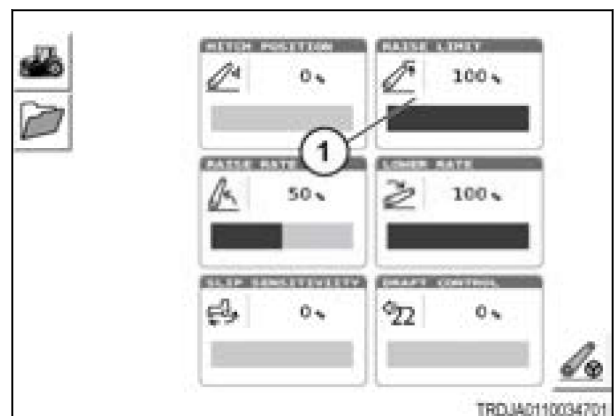 HITCH POSITION
RAISE LIMIT
0 %
100 %
1
RAISE RATE
LOWER RATE
50 %
100 %
SLIP SENSITIVITY
DRAFT CONTROL
0 %
22
0 %
TRDJA0110034701